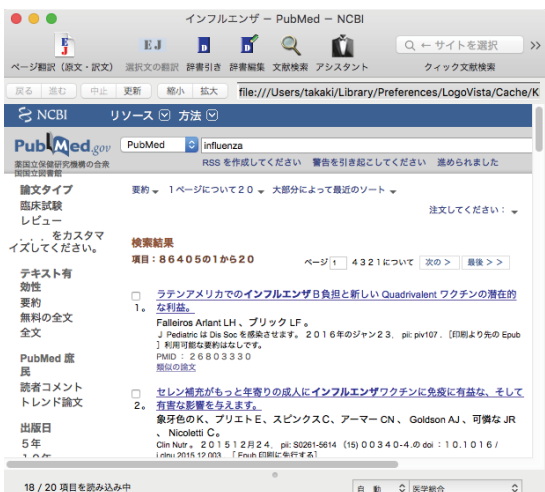 インフルエンザ — PubMed — NCBI
ページ翻訳（原文・訳文） 選択文の翻訳 辞書引き 辞書編集 文献検索 アシスタント クィック文献検索
Q ← サイトを選択 >>
戻る 進む 中止 更新 縮小 拡大 file:///Users/takaki/Library/Preferences/LogoVista/Cache/K
NCBI リソース 方法
PubMed.gov PubMed influenza
薬国立保健研究機構の合衆国国立図書館
RSS を作成してください 警告を引き起こしてください 進められました
論文タイプ
臨床試験
レビュー
. . . をカスタマイズしてください。
テキスト有効性
要約
無料の全文
全文
PubMed 庶民
読者コメント
トレンド論文
出版日
5年
要約 1ページについて20 大部分によって最近のソート
注文してください：
検索結果
項目：86405の1から20
ページ 1 4321について 次の > 最後 > >
1。 ラテンアメリカでのインフルエンザB負担と新しい Quadrivalent ワクチンの潜在的な利益。
Falleiros Arlant LH 、ブリック LF 。
J Pediatric は Dis Soc を感染させます。 2016年のジャン23. pii: piv107 .［印刷より先の Epub］利用可能な要約はなしです。
PMID : 26803330
類似の論文
2。 セレン補充がもっと年寄りの成人にインフルエンザワクチンに免疫に有益な、そして有害な影響を与えます。
象牙色のK、プリエトE、スピンクスC、アーマー CN 、 Goldson AJ 、可憐な JR 、 Nicoletti C。
Clin Nutr 。 201512月24. pii: S0261-5614 (15) 00340-4.の doi : 10.1016 / j.clnu.2015.12.003 .［Epub 印刷に先行する］
18 / 20 項目を読み込み中
自 動 医学総合